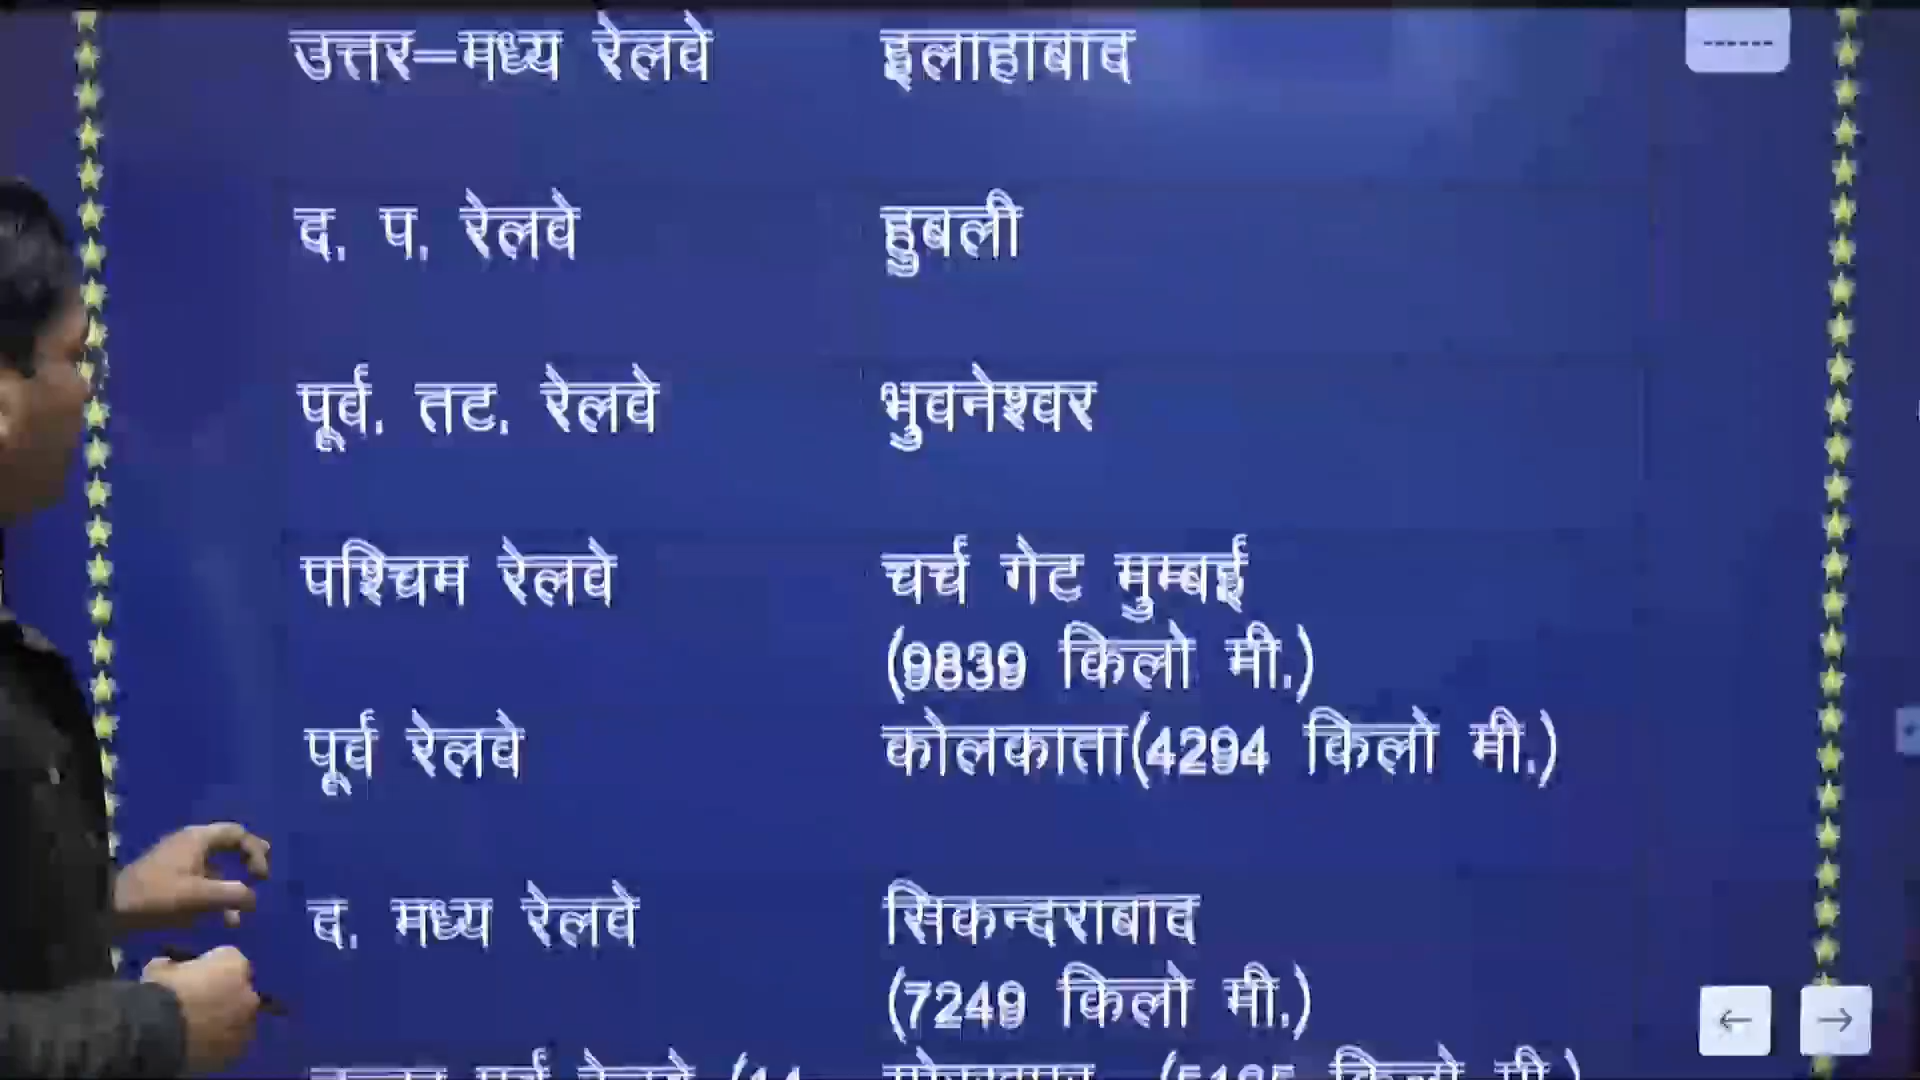 उत्तर–मध्य रेलवे इलाहाबाद
द. प. रेलवे हुबली
पूर्व. तट. रेलवे भुवनेश्वर
पश्चिम रेलवे चर्च गेट मुम्बई
(9839 किलो मी.)
पूर्व रेलवे कोलकाता(4294 किलो मी.)
द. मध्य रेलवे सिकन्दराबाद
(7249 किलो मी.)
रेलवे किलो मी.)